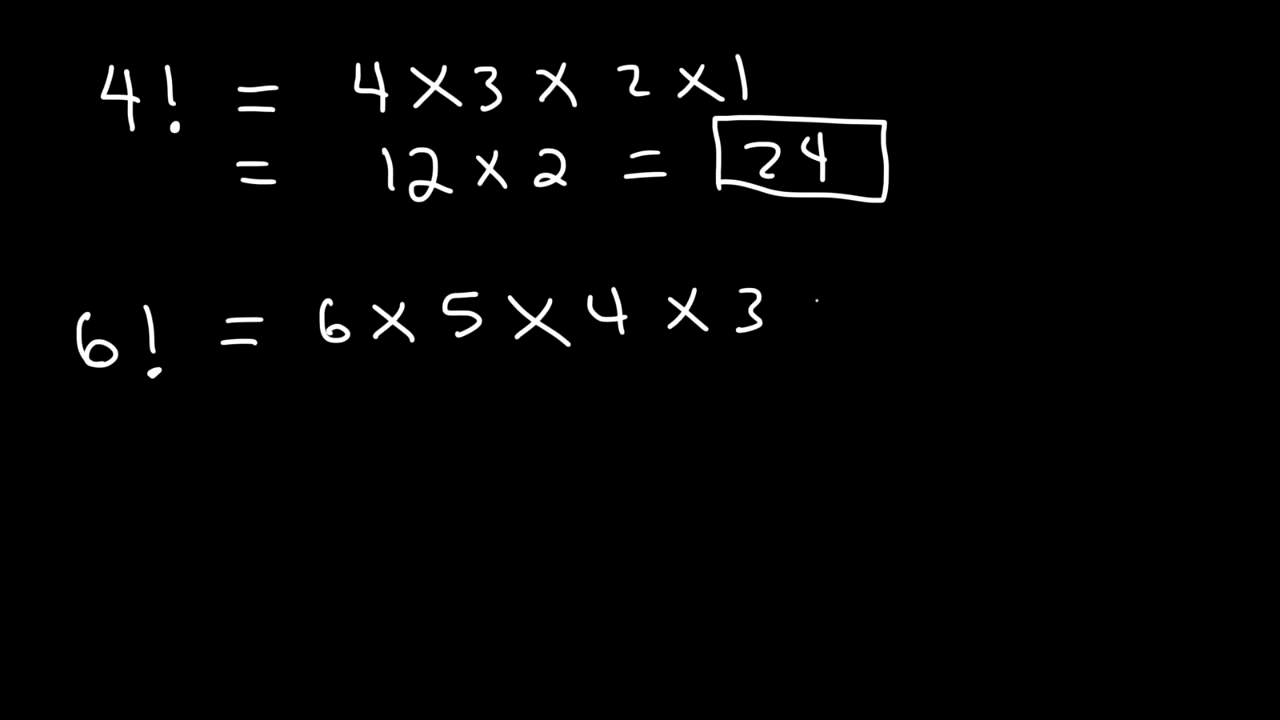 4! = 4 × 3 × 2 × 1
= 12 × 2 = 24
6! = 6 × 5 × 4 × 3